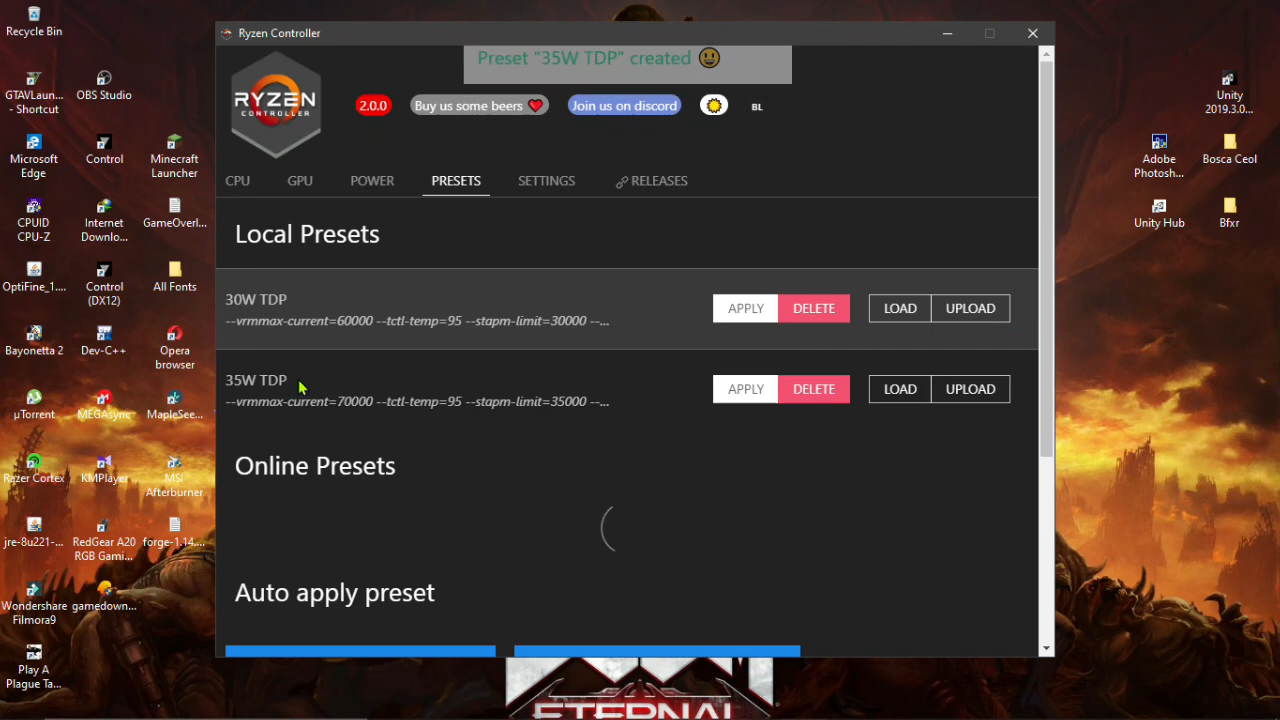 Ryzen Controller
Preset "35W TDP" created
RYZEN
CONTROLLER
2.0.0
Buy us some beers
Join us on discord
BL
CPU
GPU
POWER
PRESETS
SETTINGS
RELEASES
Local Presets
30W TDP
--vrmmax-current=60000 --tctl-temp=95 --stapm-limit=30000 --...
APPLY
DELETE
LOAD
UPLOAD
35W TDP
--vrmmax-current=70000 --tctl-temp=95 --stapm-limit=35000 --...
APPLY
DELETE
LOAD
UPLOAD
Online Presets
Auto apply preset
Recycle Bin
GTAVLaun...
- Shortcut
OBS Studio
Microsoft
Edge
Control
Minecraft
Launcher
CPUID
CPU-Z
Internet
Downlo...
GameOverl...
OptiFine_1....
Control
(DX12)
All Fonts
Bayonetta 2
Dev-C++
Opera
browser
µTorrent
MEGAsync
MapleSee...
Razer Cortex
KMPlayer
MSI
Afterburner
jre-8u221-...
RedGear A20
RGB Gami...
forge-1.14....
Wondershare
Filmora9
gamedown...
Play A
Plague Ta...
Unity
2019.3.0...
Adobe
Photosh...
Bosca Ceol
Unity Hub
Bfxr
ETERNAL